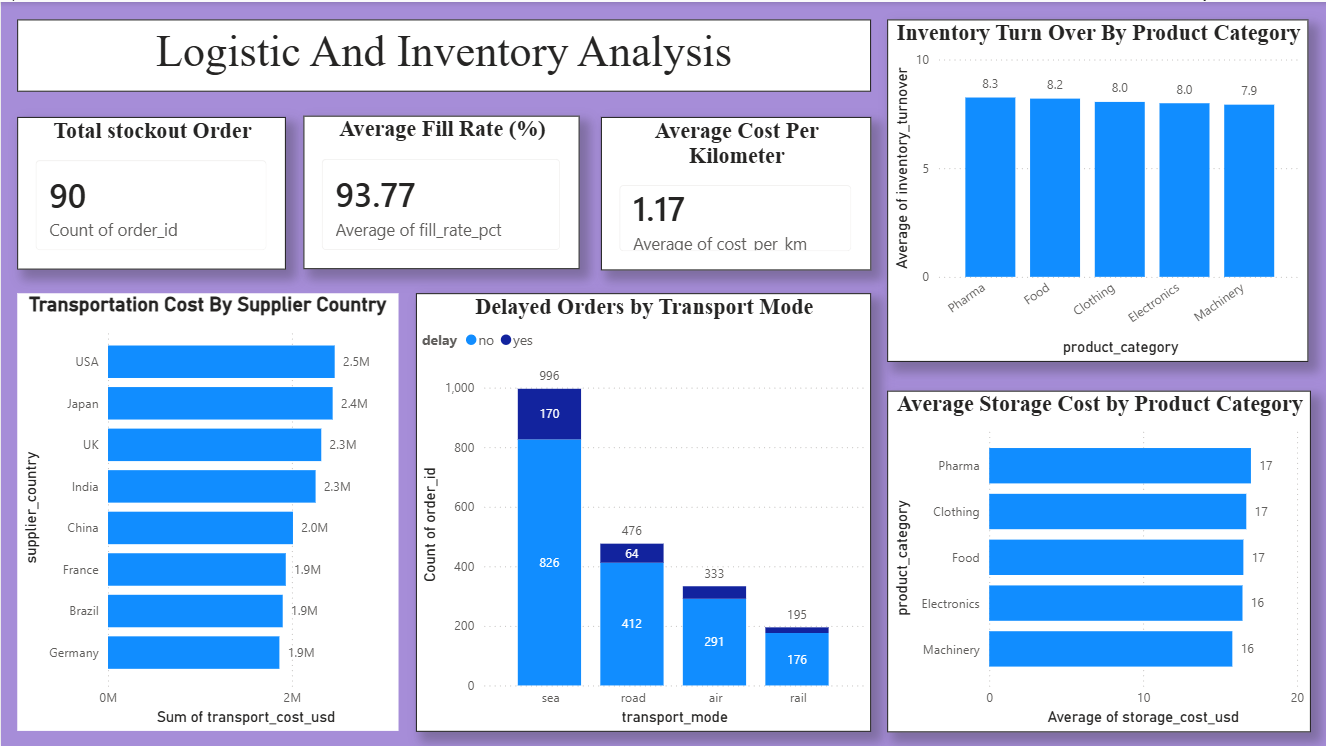 Logistic And Inventory Analysis
Total stockout Order
90
Count of order_id
Average Fill Rate (%)
93.77
Average of fill_rate_pct
Average Cost Per
Kilometer
1.17
Average of cost_per_km
Inventory Turn Over By Product Category
Average of inventory_turnover
10
5
0
8.3
8.2
8.0
8.0
7.9
Pharma
Food
Clothing
Electronics
Machinery
product_category
Transportation Cost By Supplier Country
supplier_country
USA
2.5M
Japan
2.4M
UK
2.3M
India
2.3M
China
2.0M
France
1.9M
Brazil
1.9M
Germany
1.9M
0M
2M
Sum of transport_cost_usd
Delayed Orders by Transport Mode
delay no yes
Count of order_id
1,000
800
600
400
200
0
996
170
826
476
64
412
333
291
195
176
sea
road
air
rail
transport_mode
Average Storage Cost by Product Category
product_category
Pharma
17
Clothing
17
Food
17
Electronics
16
Machinery
16
0
10
20
Average of storage_cost_usd